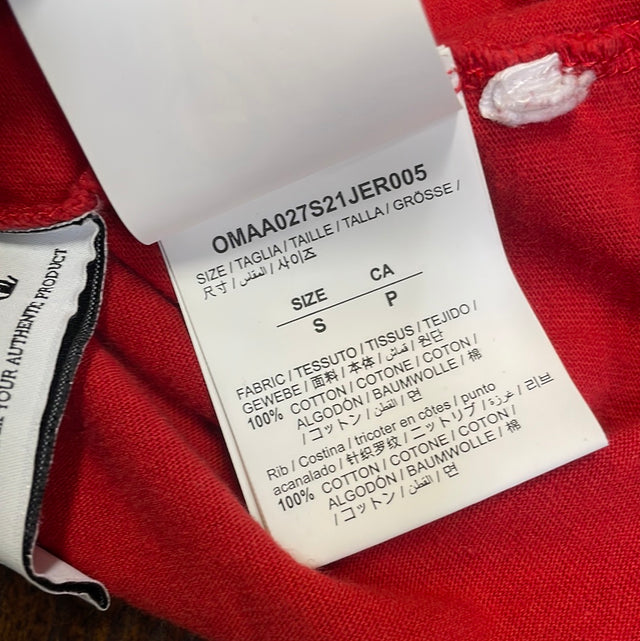 OMAA027S21JER005
SIZE / TAGLIA / TAILLE / TALLA / GRÖSSE /
尺寸 / المقاس / 사이즈
SIZE CA
S P
FABRIC / TESSUTO / TISSUS / TEJIDO /
GEWEBE / 面料 / 本体 / قماش / 원단
100% COTTON / COTONE / COTON /
ALGODÓN / BAUMWOLLE / 棉
/ コットン / القطن / 면
Rib / Costina / tricoter en côtes / punto
acanalado / 针织罗纹 / ニットリブ / غرزة / 리브
100% COTTON / COTONE / COTON /
ALGODÓN / BAUMWOLLE / 棉
/ コットン / القطن / 면
YOUR AUTHENTIC PRODUCT